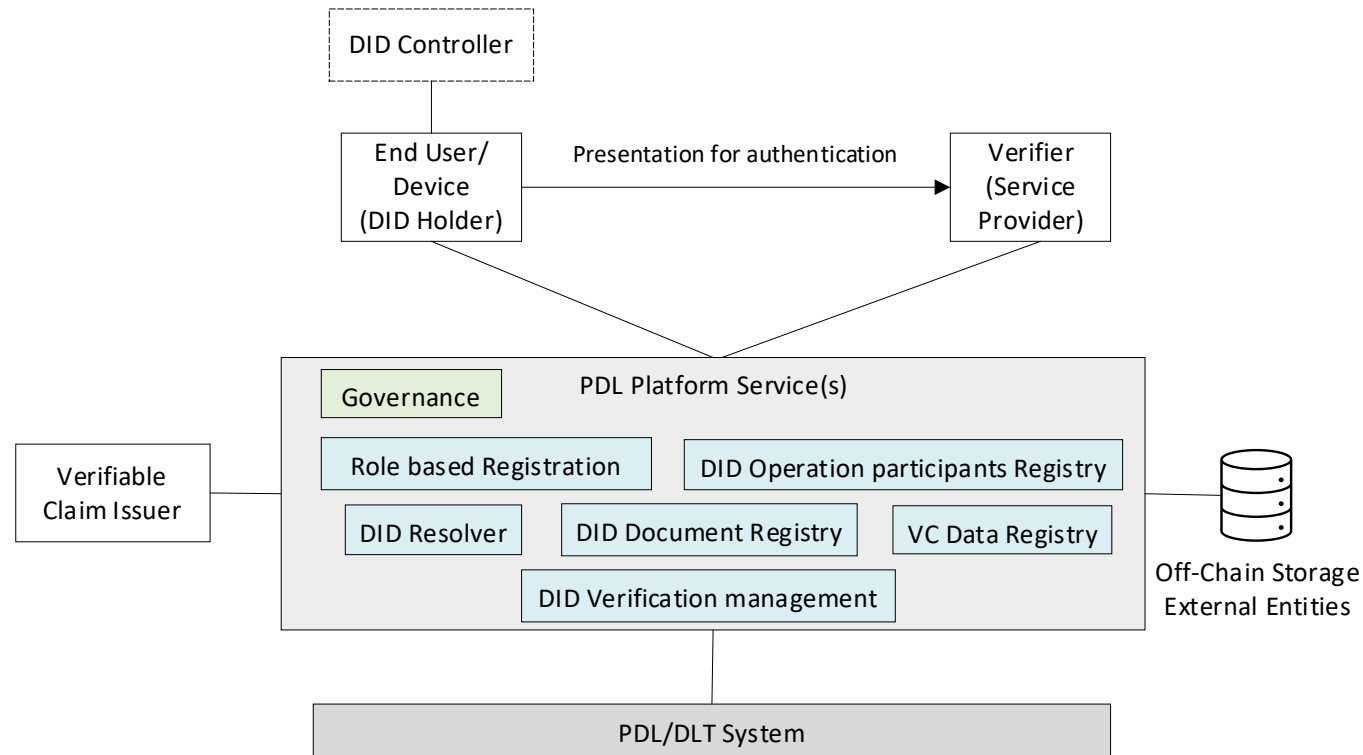 DID Controller
End User/
Device
(DID Holder)
Presentation for authentication
Verifier
(Service
Provider)
PDL Platform Service(s)
Governance
Role based Registration
DID Operation participants Registry
Verifiable
Claim Issuer
DID Resolver
DID Document Registry
VC Data Registry
Off-Chain Storage
External Entities
DID Verification management
PDL/DLT System